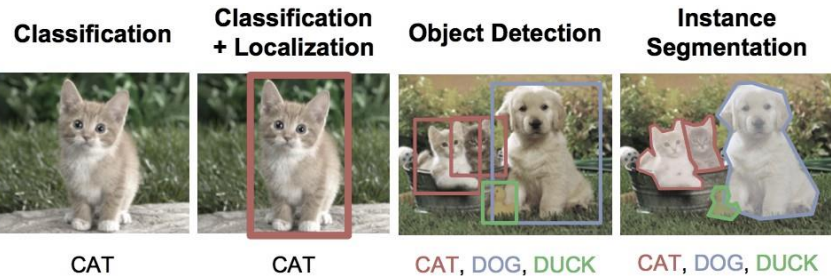 Classification
Classification
+ Localization
Object Detection
Instance
Segmentation
CAT
CAT
CAT, DOG, DUCK
CAT, DOG, DUCK